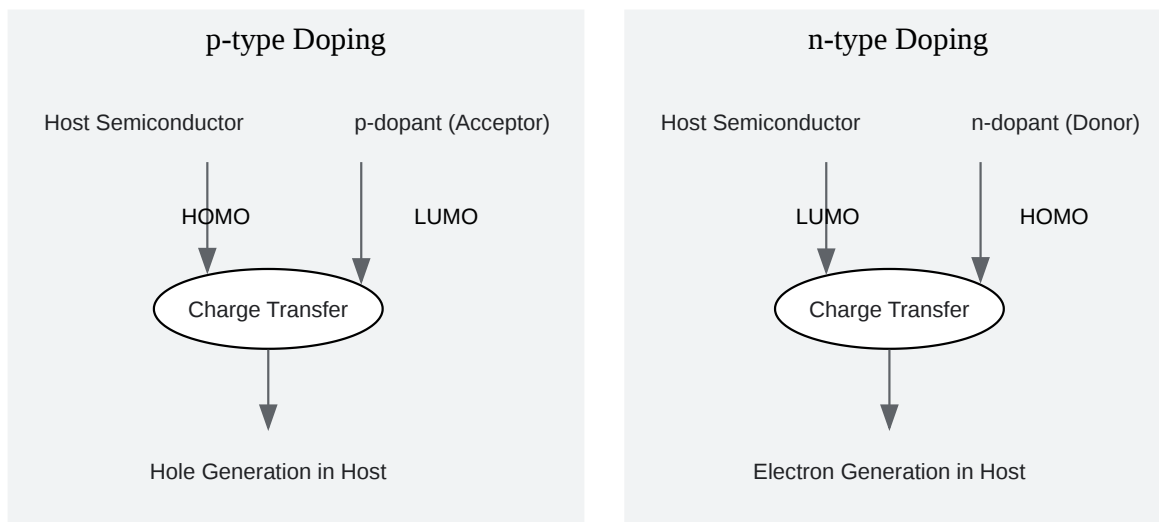 p-type Doping
Host Semiconductor
p-dopant (Acceptor)
HOMO
LUMO
Charge Transfer
Hole Generation in Host
n-type Doping
Host Semiconductor
n-dopant (Donor)
LUMO
HOMO
Charge Transfer
Electron Generation in Host